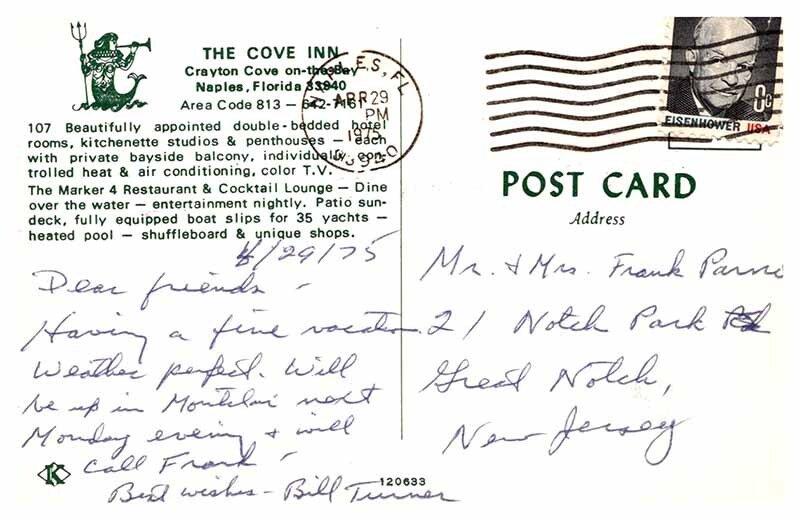 THE COVE INN
Crayton Cove on-the-Bay
Naples, Florida 33940
Area Code 813 — 642-7161
107 Beautifully appointed double-bedded hotel
rooms, kitchenette studios & penthouses — each
with private bayside balcony, individually con-
trolled heat & air conditioning, color T.V.
The Marker 4 Restaurant & Cocktail Lounge — Dine
over the water — entertainment nightly. Patio sun-
deck, fully equipped boat slips for 35 yachts —
heated pool — shuffleboard & unique shops.
4/29/75
Dear friends -
Having a fine vacation.
Weather perfect. Will
be up in Montclair next
Monday evening & will
call Frank -
Best wishes - Bill Turner
K
120633
NAPLES, FL
APR 29
PM
1975
33940
8c
EISENHOWER USA
POST CARD
Address
Mr. & Mrs. Frank
21 Notch Park Rd
Great Notch,
New Jersey